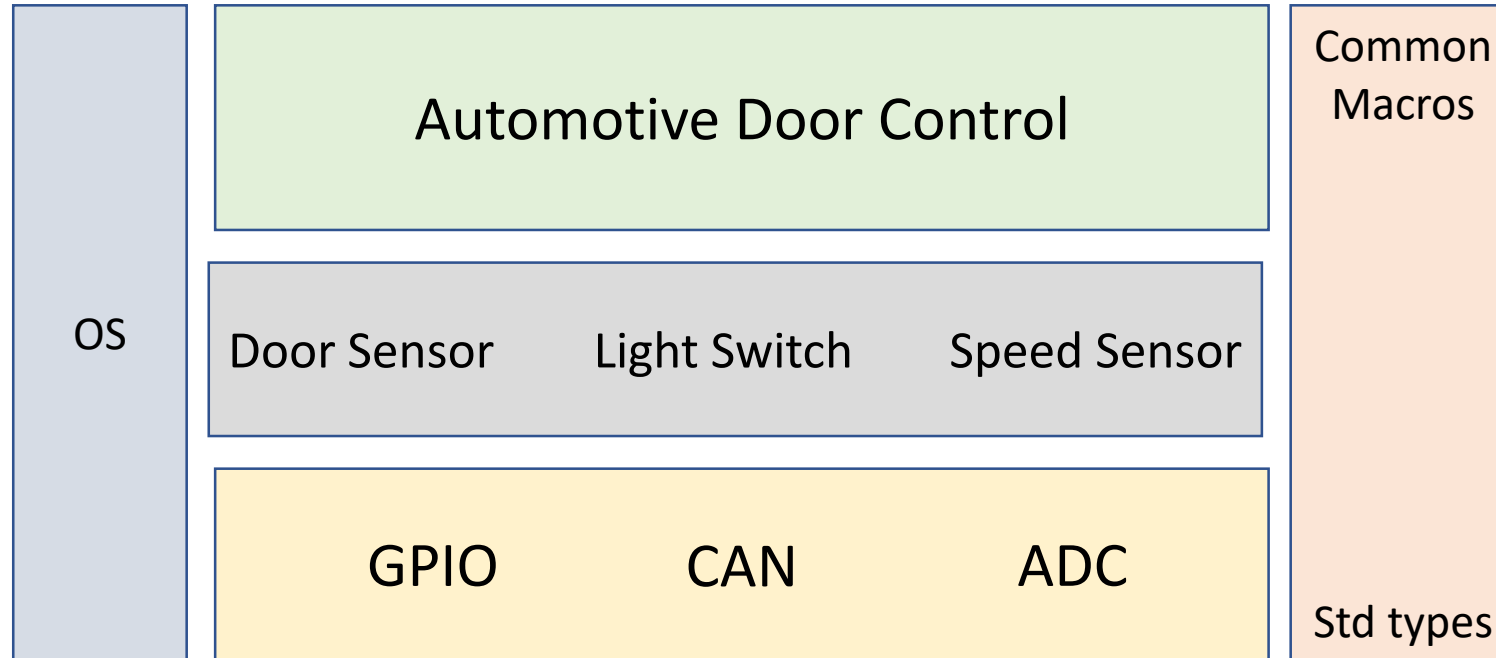 OS
Automotive Door Control
Door Sensor Light Switch Speed Sensor
GPIO CAN ADC
Common
Macros
Std types